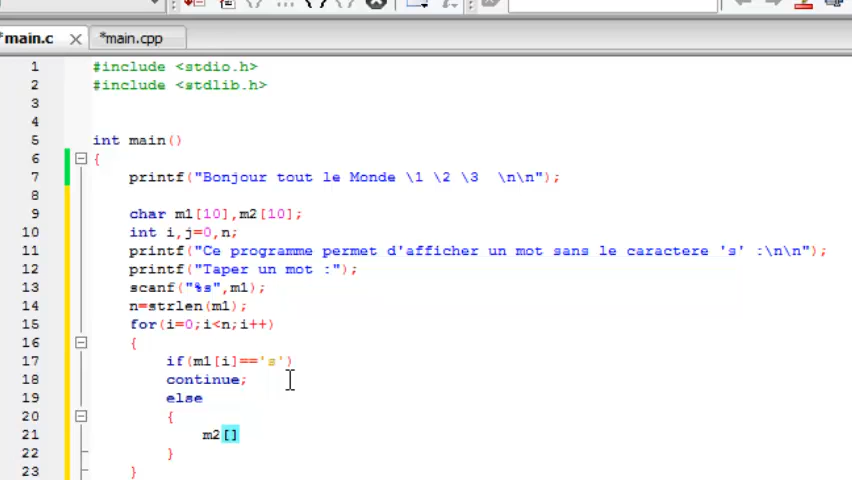 *main.c
*main.cpp
1 #include <stdio.h>
2 #include <stdlib.h>
3
4
5 int main()
6 {
7 printf("Bonjour tout le Monde \1 \2 \3  \n\n");
8
9 char m1[10],m2[10];
10 int i,j=0,n;
11 printf("Ce programme permet d'afficher un mot sans le caractere 's' :\n\n");
12 printf("Taper un mot :");
13 scanf("%s",m1);
14 n=strlen(m1);
15 for(i=0;i<n;i++)
16 {
17 if(m1[i]=='s')
18 continue;
19 else
20 {
21 m2[]
22 }
23 }